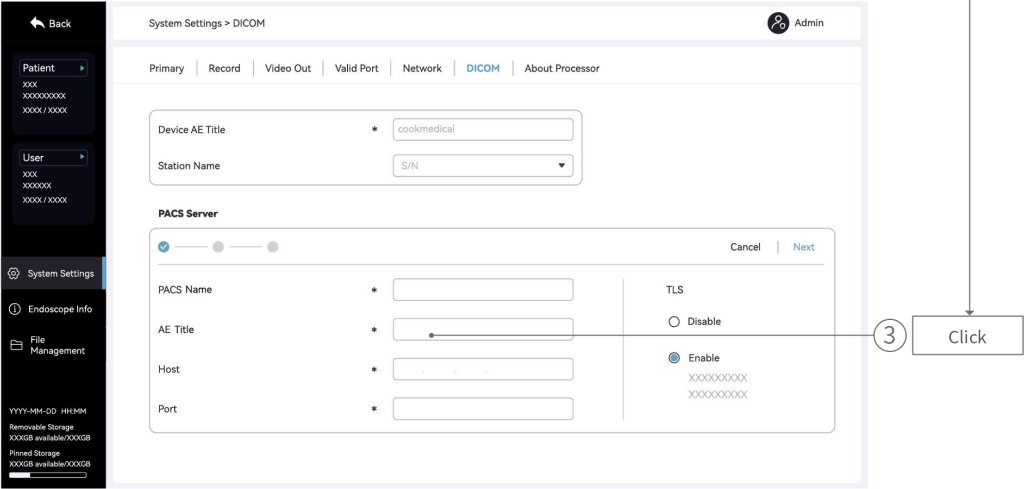 Back
System Settings > DICOM
Admin
Patient
XXX
XXXXXXXXX
XXXX / XXXX
User
XXX
XXXXXX
XXXX / XXXX
System Settings
Endoscope Info
File
Management
YYYY-MM-DD HH:MM
Removable Storage
XXXGB available/XXXGB
Pinned Storage
XXXGB available/XXXGB
Primary
Record
Video Out
Valid Port
Network
DICOM
About Processor
Device AE Title * cookmedical
Station Name S/N
PACS Server
Cancel
Next
PACS Name *
AE Title *
Host * . . .
Port *
TLS
Disable
Enable
XXXXXXXXX
XXXXXXXXX
3 Click